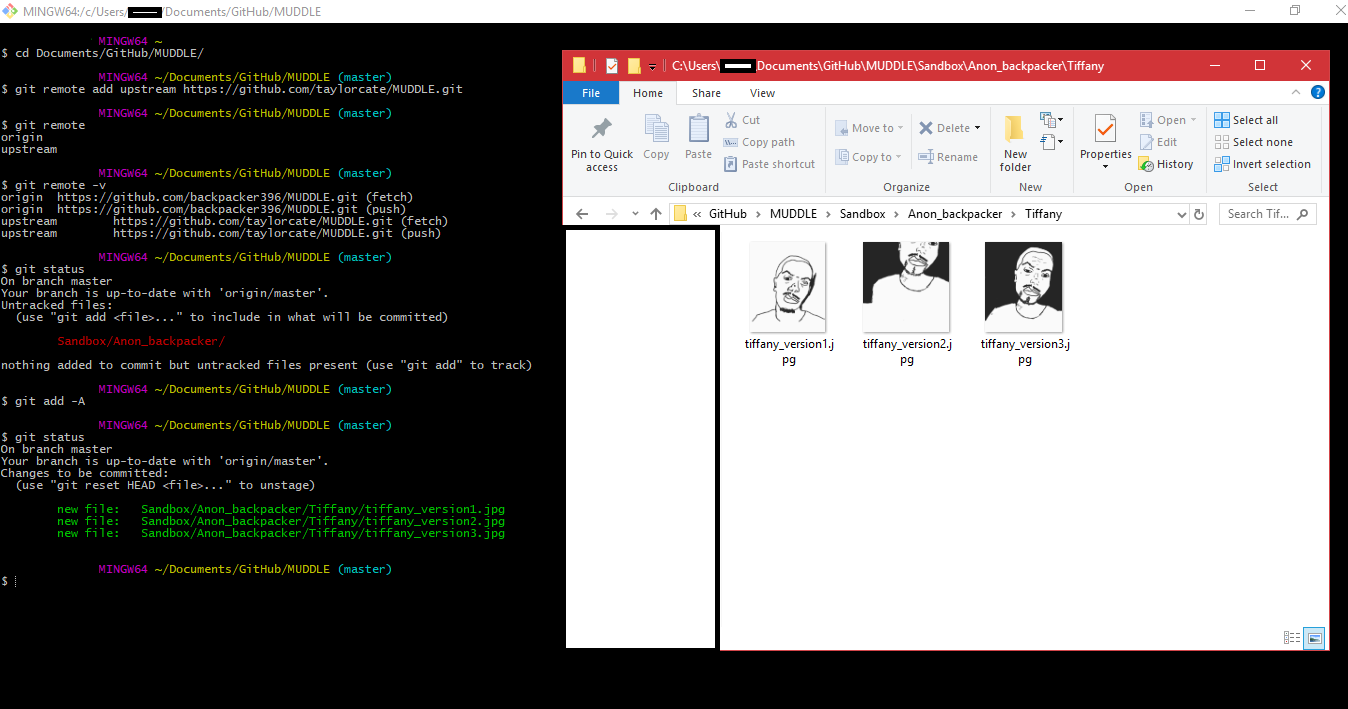 MINGW64:/c/Users/ /Documents/GitHub/MUDDLE
MINGW64 ~
$ cd Documents/GitHub/MUDDLE/
MINGW64 ~/Documents/GitHub/MUDDLE (master)
$ git remote add upstream https://github.com/taylorcate/MUDDLE.git
MINGW64 ~/Documents/GitHub/MUDDLE (master)
$ git remote
origin
upstream
MINGW64 ~/Documents/GitHub/MUDDLE (master)
$ git remote -v
origin https://github.com/backpacker396/MUDDLE.git (fetch)
origin https://github.com/backpacker396/MUDDLE.git (push)
upstream https://github.com/taylorcate/MUDDLE.git (fetch)
upstream https://github.com/taylorcate/MUDDLE.git (push)
MINGW64 ~/Documents/GitHub/MUDDLE (master)
$ git status
On branch master
Your branch is up-to-date with 'origin/master'.
Untracked files:
(use "git add <file>..." to include in what will be committed)
Sandbox/Anon_backpacker/
nothing added to commit but untracked files present (use "git add" to track)
MINGW64 ~/Documents/GitHub/MUDDLE (master)
$ git add -A
MINGW64 ~/Documents/GitHub/MUDDLE (master)
$ git status
On branch master
Your branch is up-to-date with 'origin/master'.
Changes to be committed:
(use "git reset HEAD <file>..." to unstage)
new file: Sandbox/Anon_backpacker/Tiffany/tiffany_version1.jpg
new file: Sandbox/Anon_backpacker/Tiffany/tiffany_version2.jpg
new file: Sandbox/Anon_backpacker/Tiffany/tiffany_version3.jpg
MINGW64 ~/Documents/GitHub/MUDDLE (master)
$
C:\Users\ Documents\GitHub\MUDDLE\Sandbox\Anon_backpacker\Tiffany
File Home Share View
Pin to Quick
access
Copy
Paste
Cut
Copy path
Paste shortcut
Clipboard
Move to
Copy to
Delete
Rename
Organize
New
folder
New
Properties
Open
Edit
History
Open
Select all
Select none
Invert selection
Select
« GitHub > MUDDLE > Sandbox > Anon_backpacker > Tiffany
Search Tif...
tiffany_version1.j
pg
tiffany_version2.j
pg
tiffany_version3.j
pg